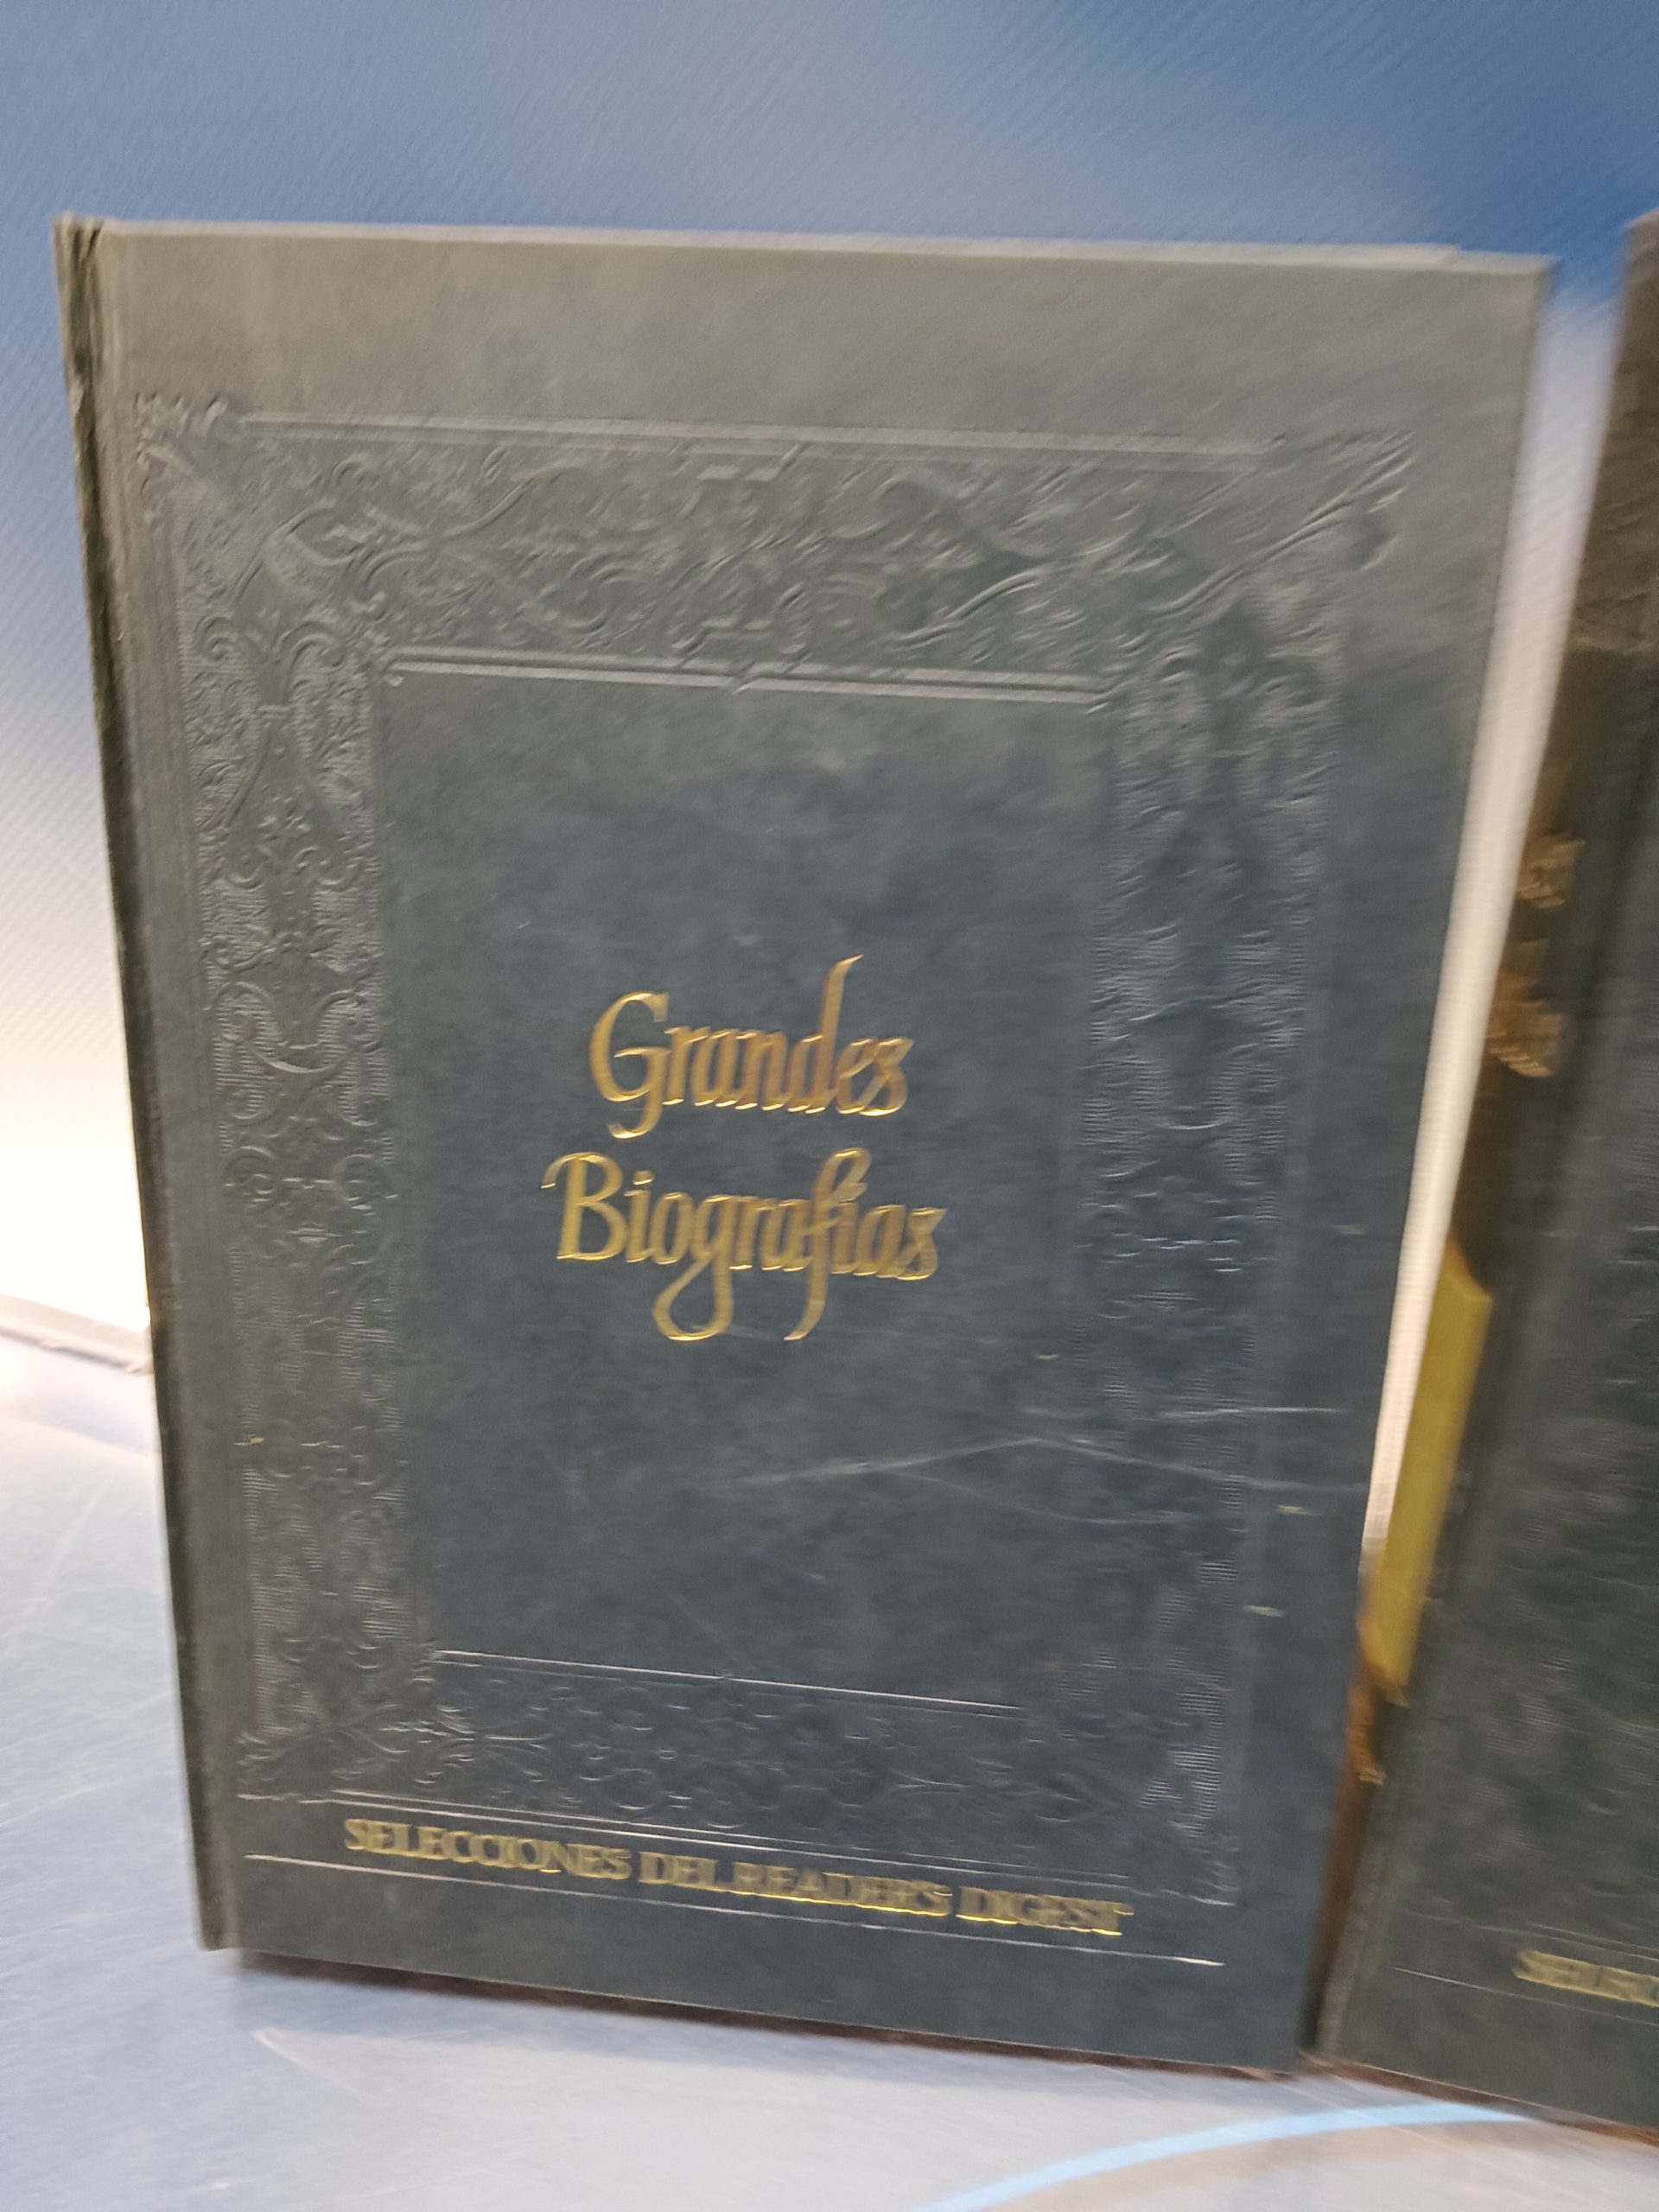 Grandes
Biografías
SELECCIONES DEL READER'S DIGEST